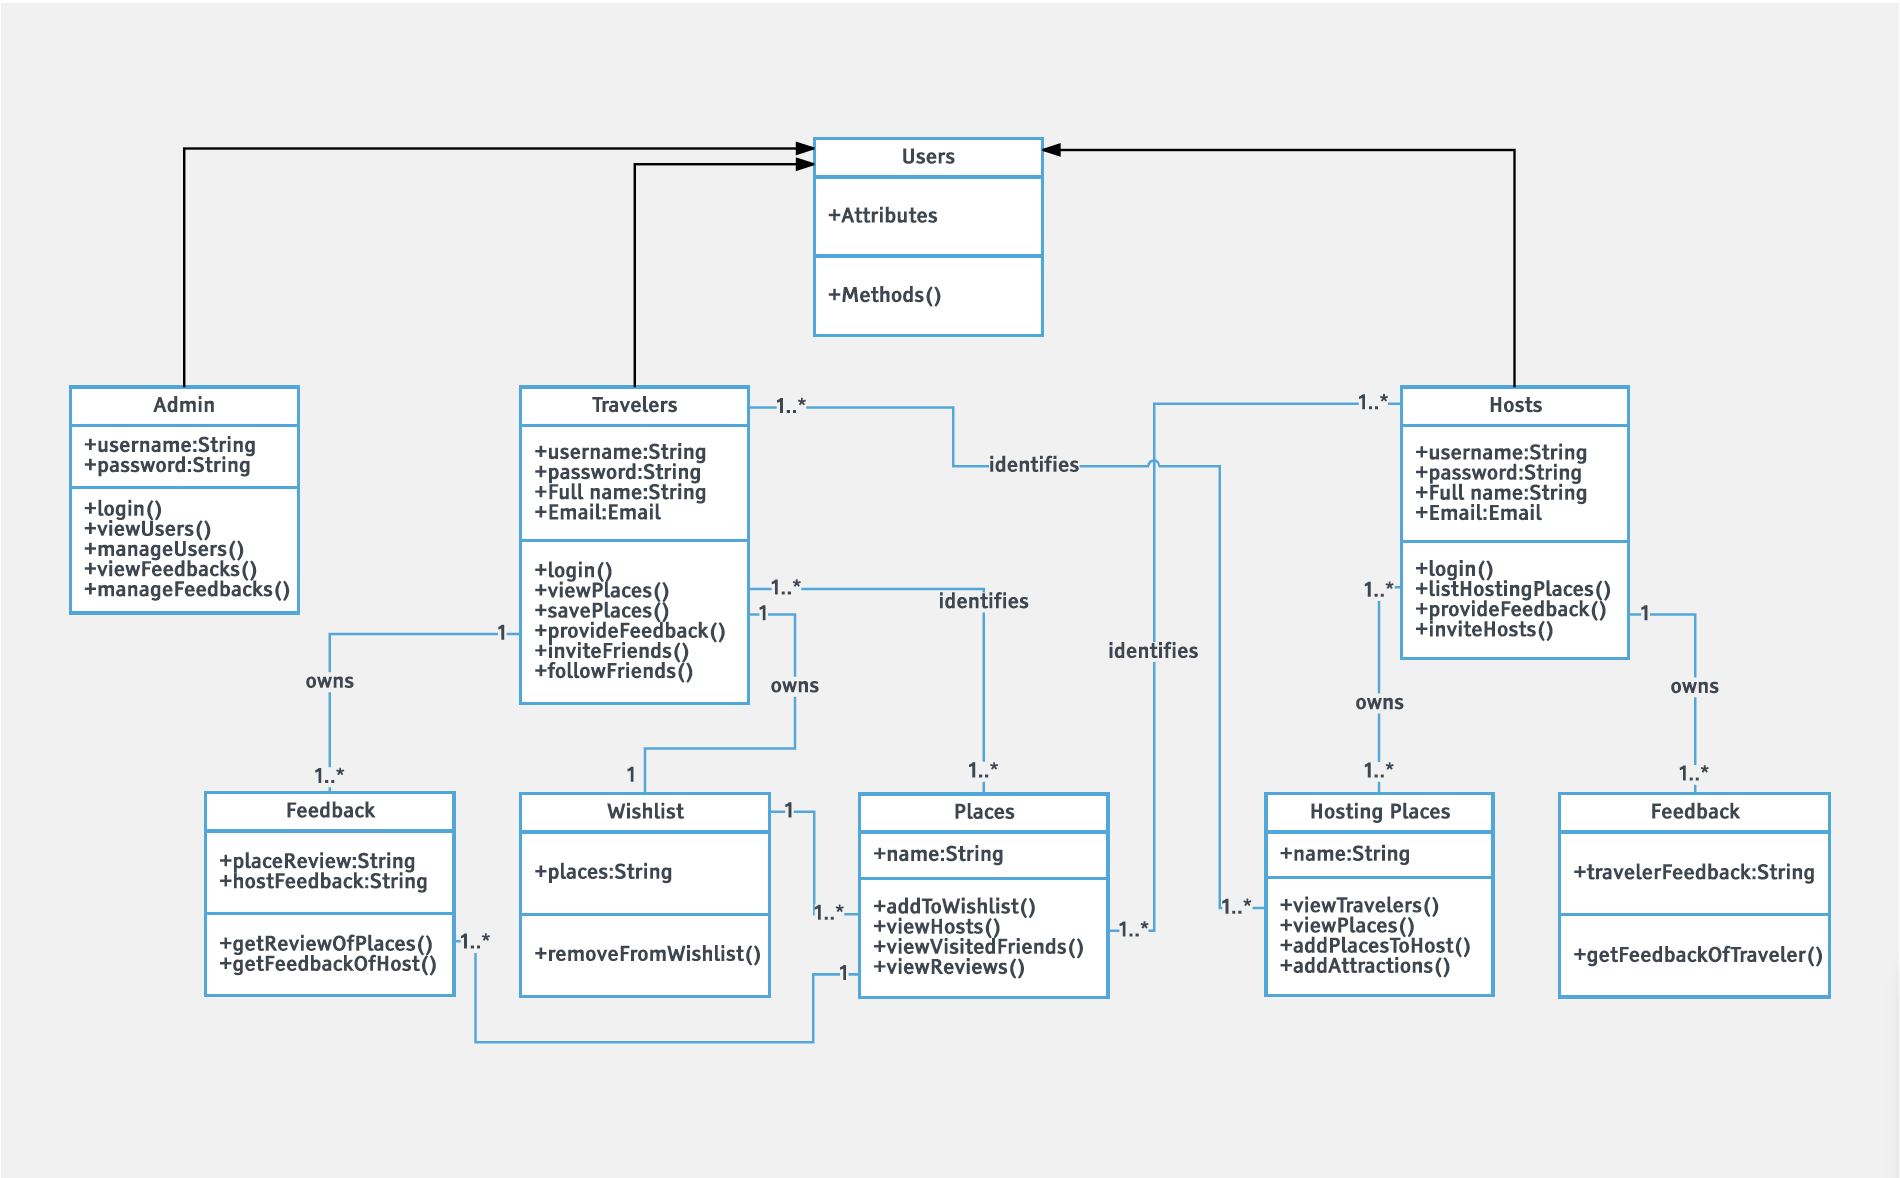 Users
+Attributes
+Methods()
Admin
+username:String
+password:String
+login()
+viewUsers()
+manageUsers()
+viewFeedbacks()
+manageFeedbacks()
Travelers
+username:String
+password:String
+Full name:String
+Email:Email
+login()
+viewPlaces()
+savePlaces()
+provideFeedback()
+inviteFriends()
+followFriends()
Hosts
+username:String
+password:String
+Full name:String
+Email:Email
+login()
+listHostingPlaces()
+provideFeedback()
+inviteHosts()
1..*
identifies
1..*
1..*
identifies
1..*
1..*
identifies
1..*
1
owns
1..*
1
owns
1
1..*
owns
1..*
1
owns
1..*
Feedback
+placeReview:String
+hostFeedback:String
+getReviewOfPlaces()
+getFeedbackOfHost()
1..*
1
Wishlist
+places:String
+removeFromWishlist()
1
1..*
Places
+name:String
+addToWishlist()
+viewHosts()
+viewVisitedFriends()
+viewReviews()
Hosting Places
+name:String
+viewTravelers()
+viewPlaces()
+addPlacesToHost()
+addAttractions()
Feedback
+travelerFeedback:String
+getFeedbackOfTraveler()